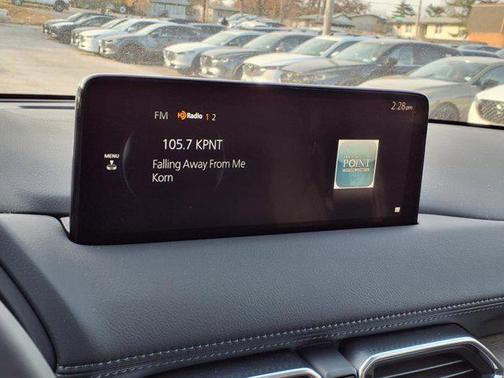 FM HD Radio 1 2
2:28 pm
105.7 KPNT
MENU
Falling Away From Me
Korn
POINT